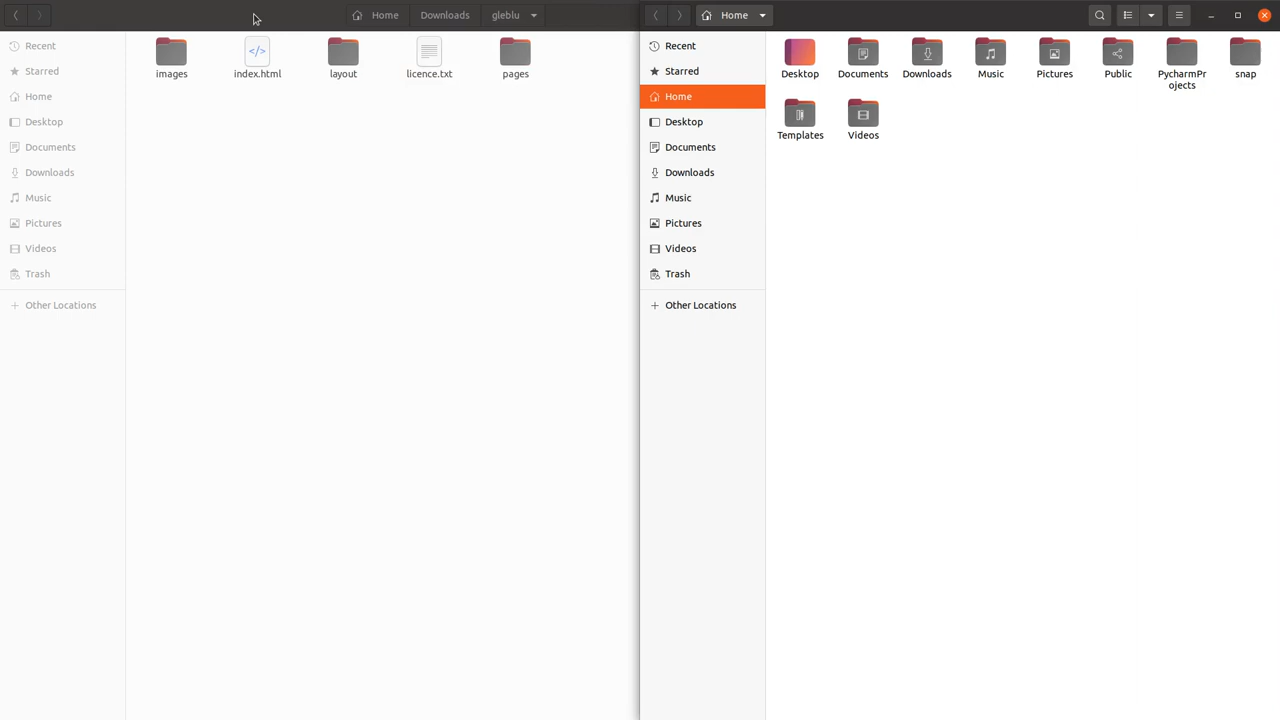 Home Downloads gleblu
Recent
Starred
Home
Desktop
Documents
Downloads
Music
Pictures
Videos
Trash
Other Locations
images </> index.html layout licence.txt pages
Home
Recent
Starred
Home
Desktop
Documents
Downloads
Music
Pictures
Videos
Trash
Other Locations
Desktop Documents Downloads Music Pictures Public PycharmPr snap
ojects
Templates Videos